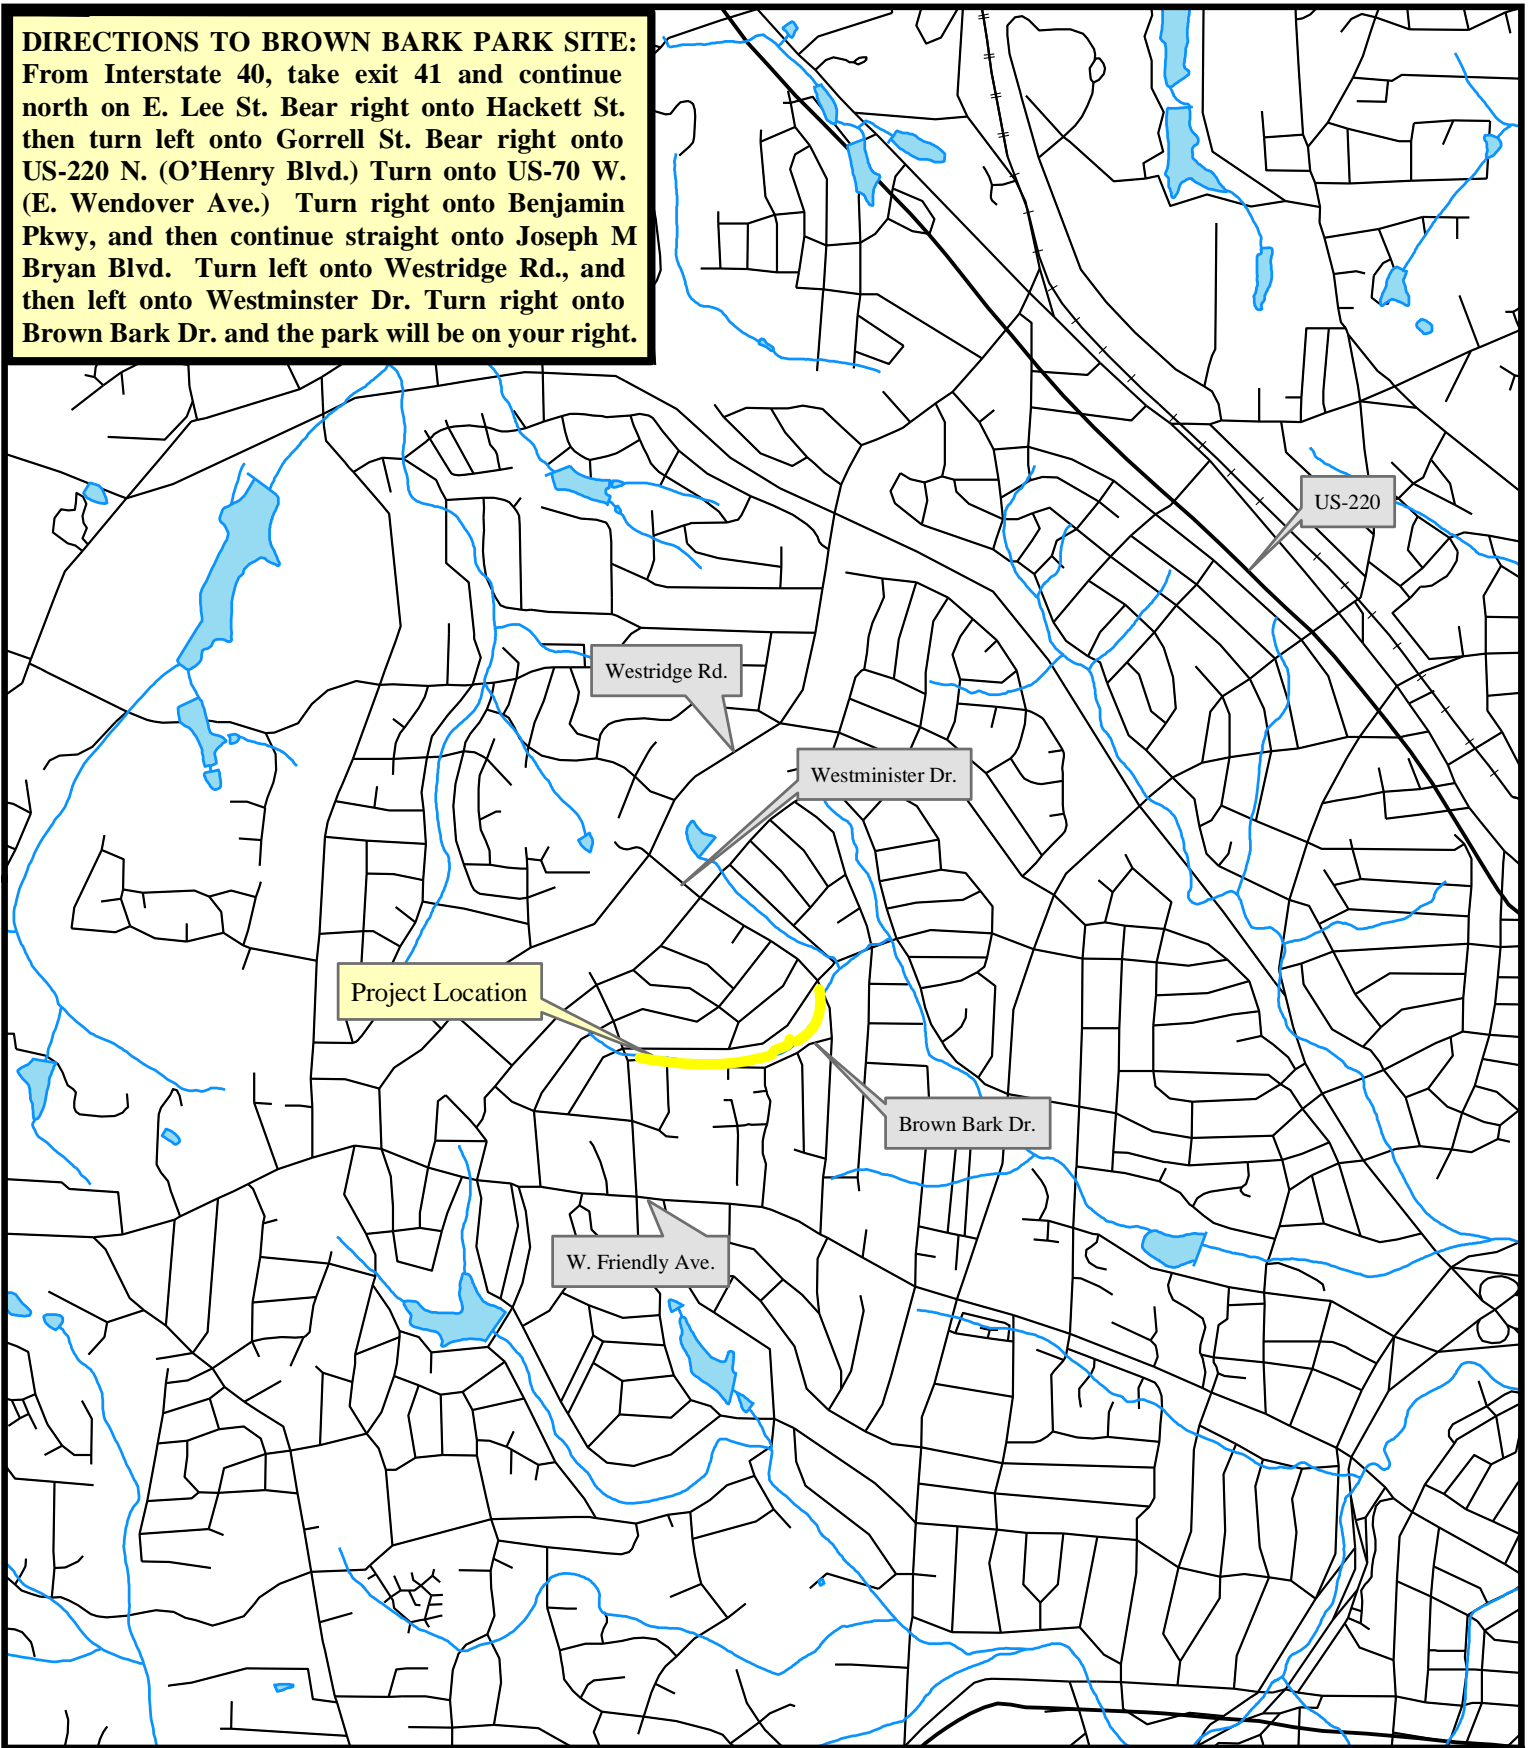 DIRECTIONS TO BROWN BARK PARK SITE:
From Interstate 40, take exit 41 and continue
north on E. Lee St. Bear right onto Hackett St.
then turn left onto Gorrell St. Bear right onto
US-220 N. (O’Henry Blvd.) Turn onto US-70 W.
(E. Wendover Ave.) Turn right onto Benjamin
Pkwy, and then continue straight onto Joseph M
Bryan Blvd. Turn left onto Westridge Rd., and
then left onto Westminster Dr. Turn right onto
Brown Bark Dr. and the park will be on your right.
US-220
Westridge Rd.
Westminister Dr.
Project Location
Brown Bark Dr.
W. Friendly Ave.